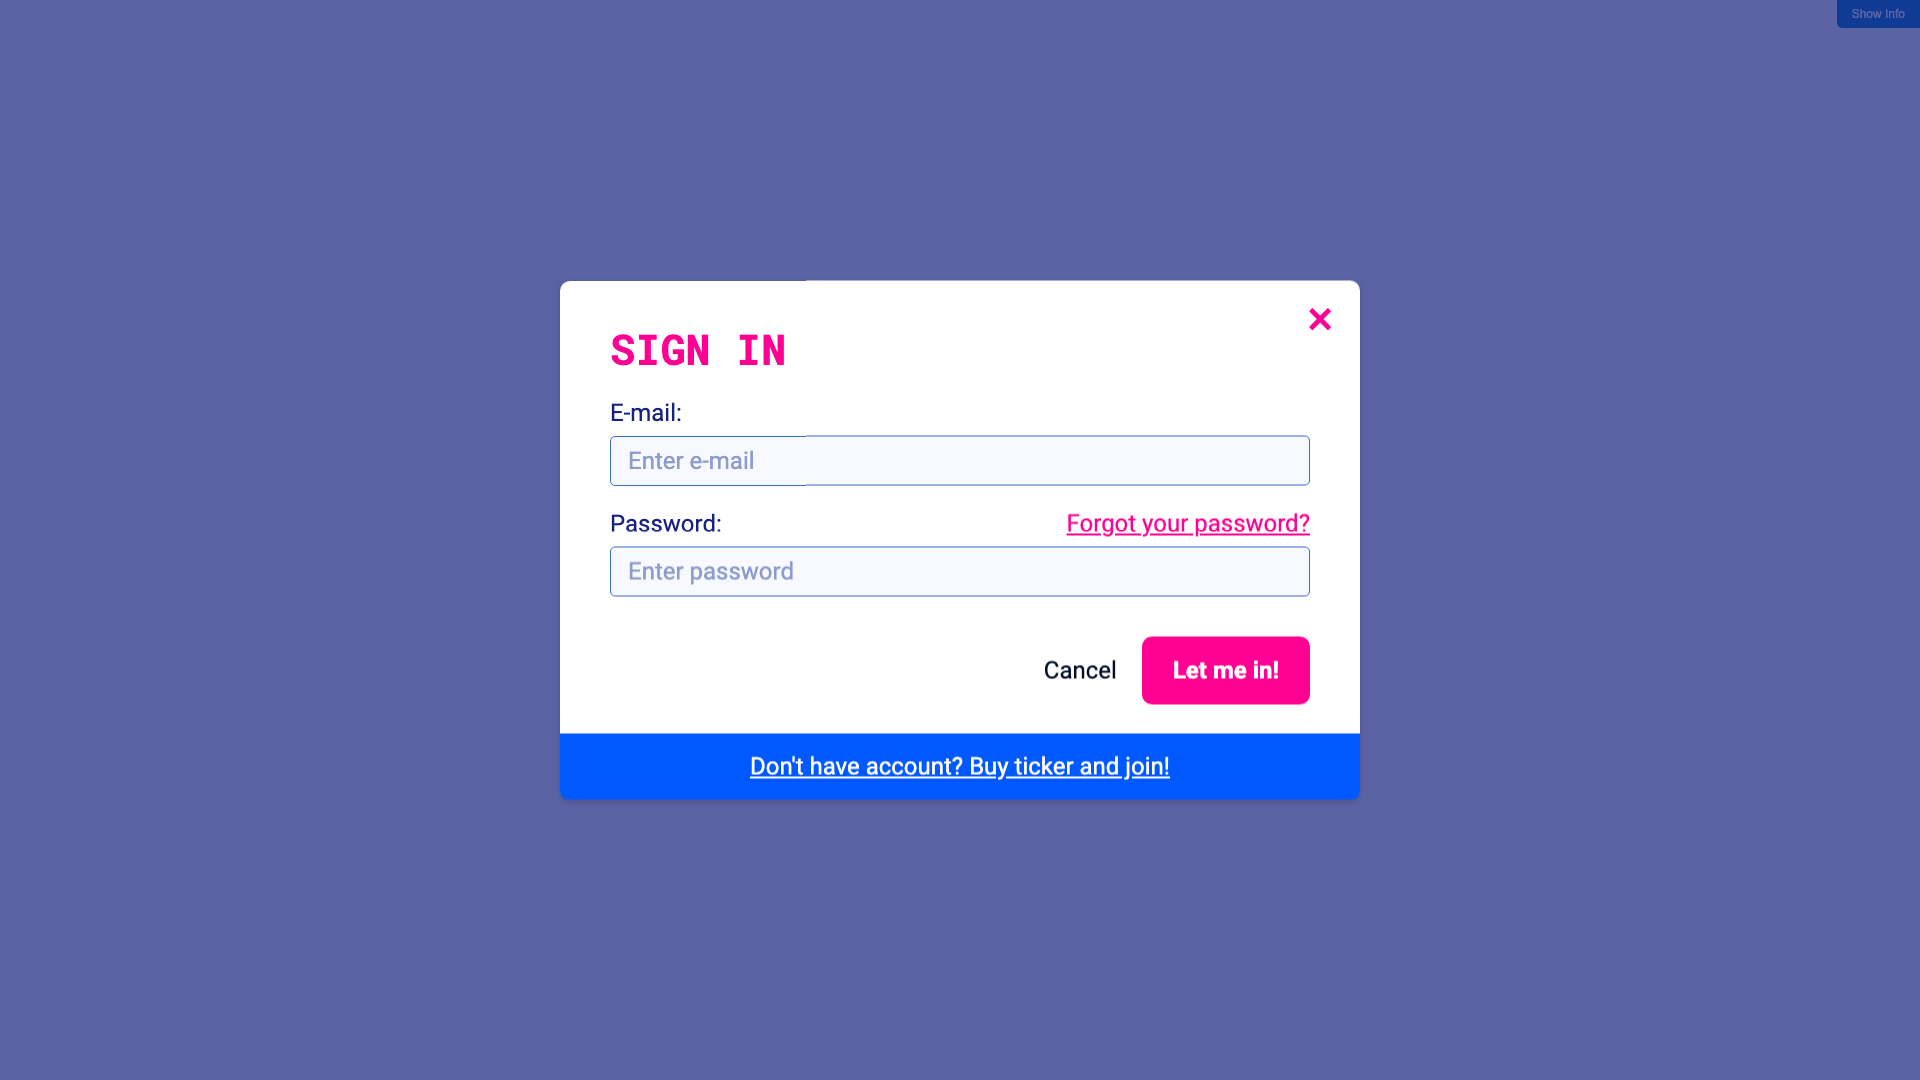 Show Info
SIGN IN
E-mail:
Enter e-mail
Password:
Forgot your password?
Enter password
Cancel
Let me in!
Don't have account? Buy ticker and join!